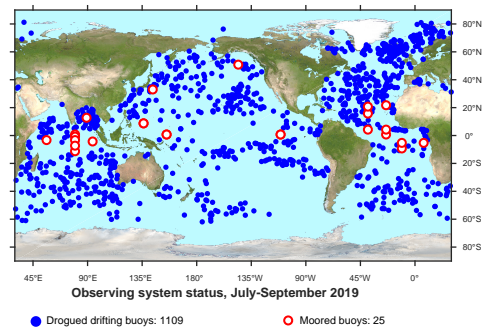 80°N
60°N
40°N
20°N
0°
20°S
40°S
60°S
80°S
45°E 90°E 135°E 180° 135°W 90°W 45°W 0°
Observing system status, July-September 2019
Drogued drifting buoys: 1109 Moored buoys: 25